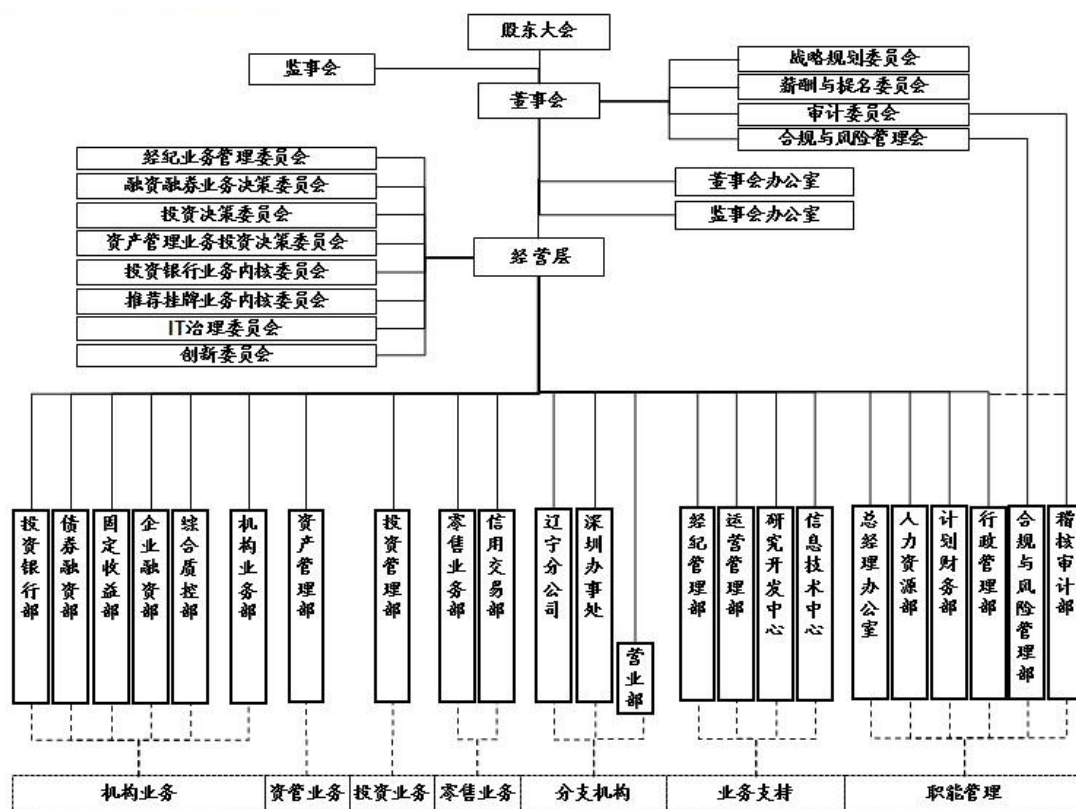 股东大会
监事会
董事会
战略规划委员会
薪酬与提名委员会
审计委员会
合规与风险管理会
经纪业务管理委员会
融资融券业务决策委员会
投资决策委员会
资产管理业务投资决策委员会
投资银行业务内核委员会
推荐挂牌业务内核委员会
IT治理委员会
创新委员会
董事会办公室
监事会办公室
经营层
投资银行部
债券融资部
固定收益部
企业融资部
综合质控部
机构业务部
资产管理部
投资管理部
零售业务部
信用交易部
辽宁分公司
深圳办事处
营业部
经纪管理部
运营管理部
研究开发中心
信息技术中心
总经理办公室
人力资源部
计划财务部
行政管理部
合规与风险管理部
稽核审计部
机构业务
资管业务
投资业务
零售业务
分支机构
业务支持
职能管理